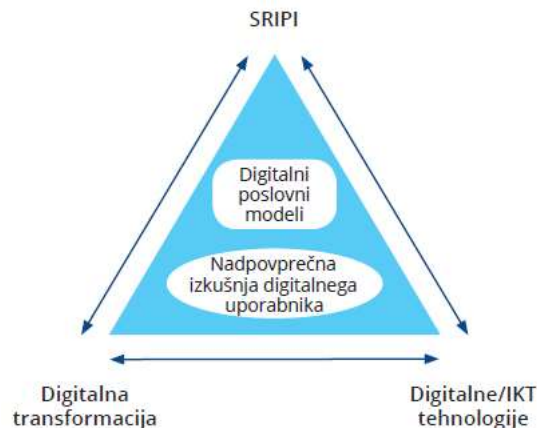 SRIPI
Digitalni
poslovni
modeli
Nadpovprečna
izkušnja digitalnega
uporabnika
Digitalna
transformacija
Digitalne/IKT
tehnologije